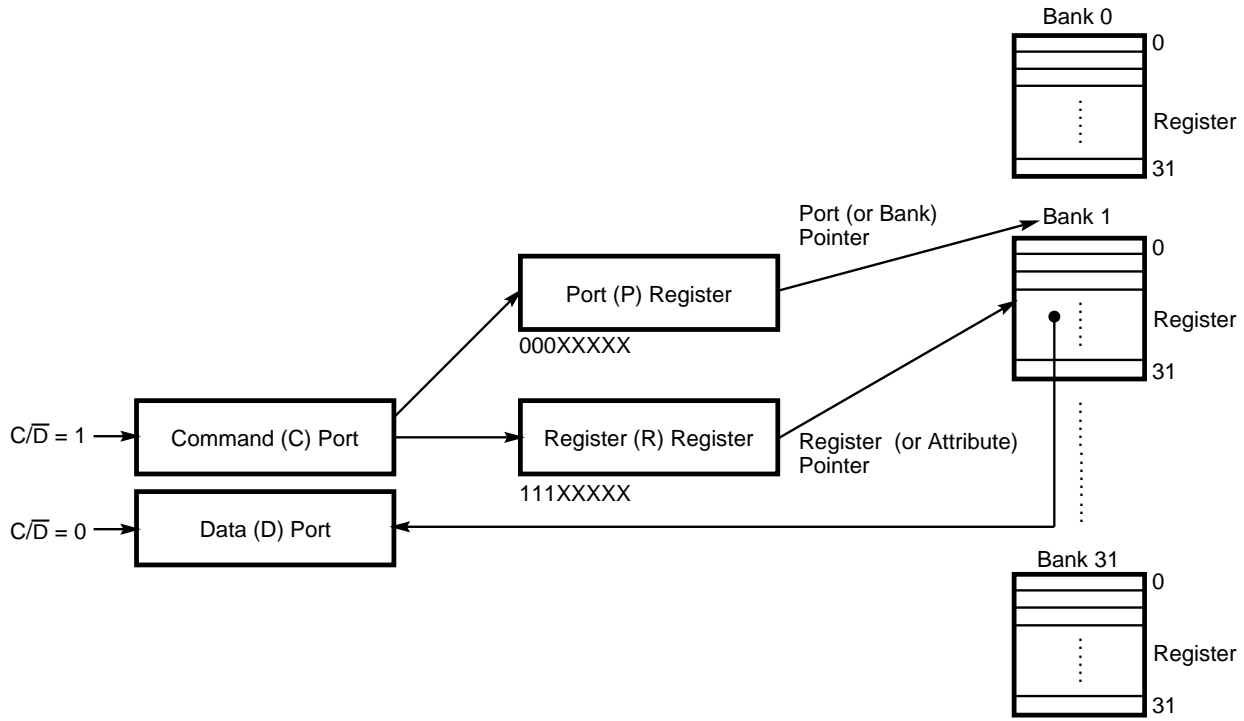 Bank 0
0
Register
31
Port (or Bank)
Pointer
Bank 1
0
Port (P) Register
000XXXXX
Register
31
C/D̅ = 1
Command (C) Port
Register (R) Register
111XXXXX
Register (or Attribute)
Pointer
C/D̅ = 0
Data (D) Port
Bank 31
0
Register
31